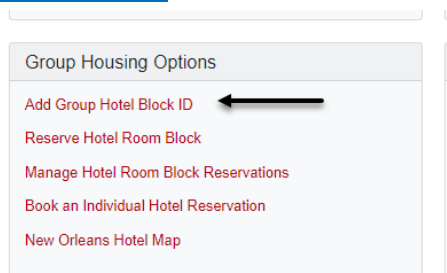 Group Housing Options
Add Group Hotel Block ID
Reserve Hotel Room Block
Manage Hotel Room Block Reservations
Book an Individual Hotel Reservation
New Orleans Hotel Map